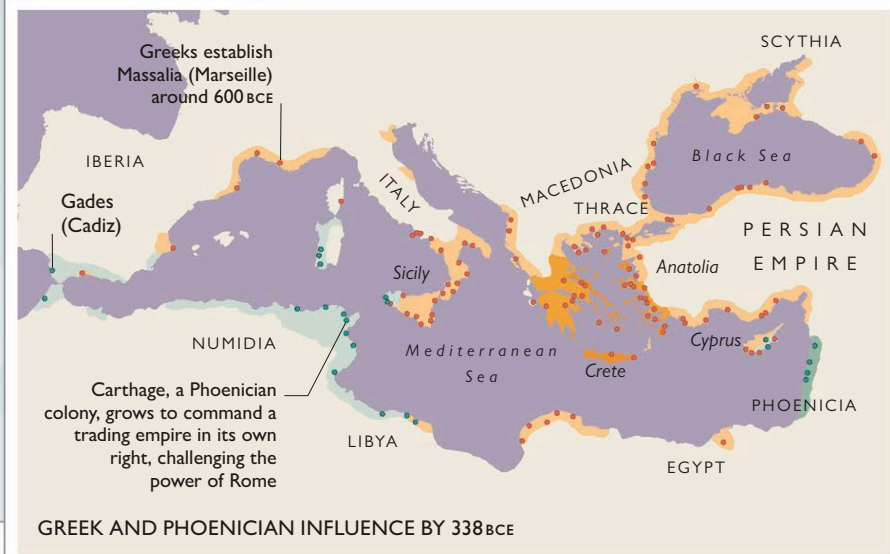 Greeks establish
Massalia (Marseille)
around 600 BCE
SCYTHIA
IBERIA
Black Sea
ITALY
MACEDONIA
Gades
(Cadiz)
THRACE
PERSIAN
EMPIRE
Anatolia
Sicily
NUMIDIA
Mediterranean
Sea
Cyprus
Crete
Carthage, a Phoenician
colony, grows to command a
trading empire in its own
right, challenging the
power of Rome
PHOENICIA
LIBYA
EGYPT
GREEK AND PHOENICIAN INFLUENCE BY 338 BCE